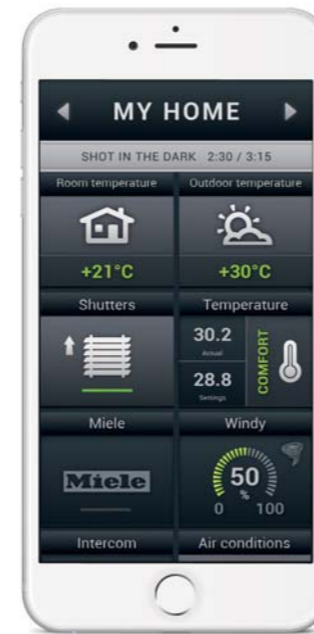 MY HOME
SHOT IN THE DARK 2:30 / 3:15
Room temperature Outdoor temperature
+21°C +30°C
Shutters Temperature
30.2
Actual
28.8
Settings
COMFORT
Miele Windy
Miele
50
%
0 100
Intercom Air conditions